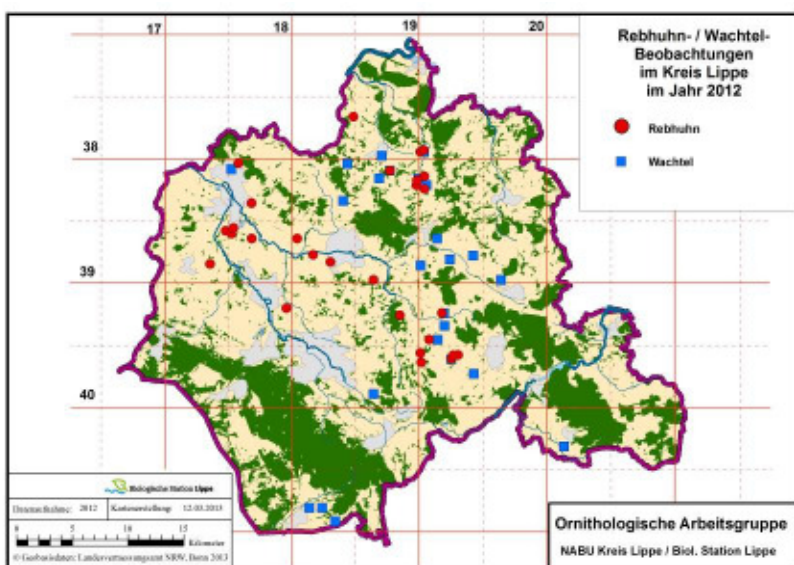 17
18
19
20
38
39
40
Rebhuhn- / Wachtel-
Beobachtungen
im Kreis Lippe
im Jahr 2012
Rebhuhn
Wachtel
Biologische Station Lippe
Datenaufnahme: 2012 Kartenerstellung: 12.03.2013
0 5 10 15
Kilometer
© Geobasisdaten: Landesvermessungsamt NRW, Bonn 2013
Ornithologische Arbeitsgruppe
NABU Kreis Lippe / Biol. Station Lippe